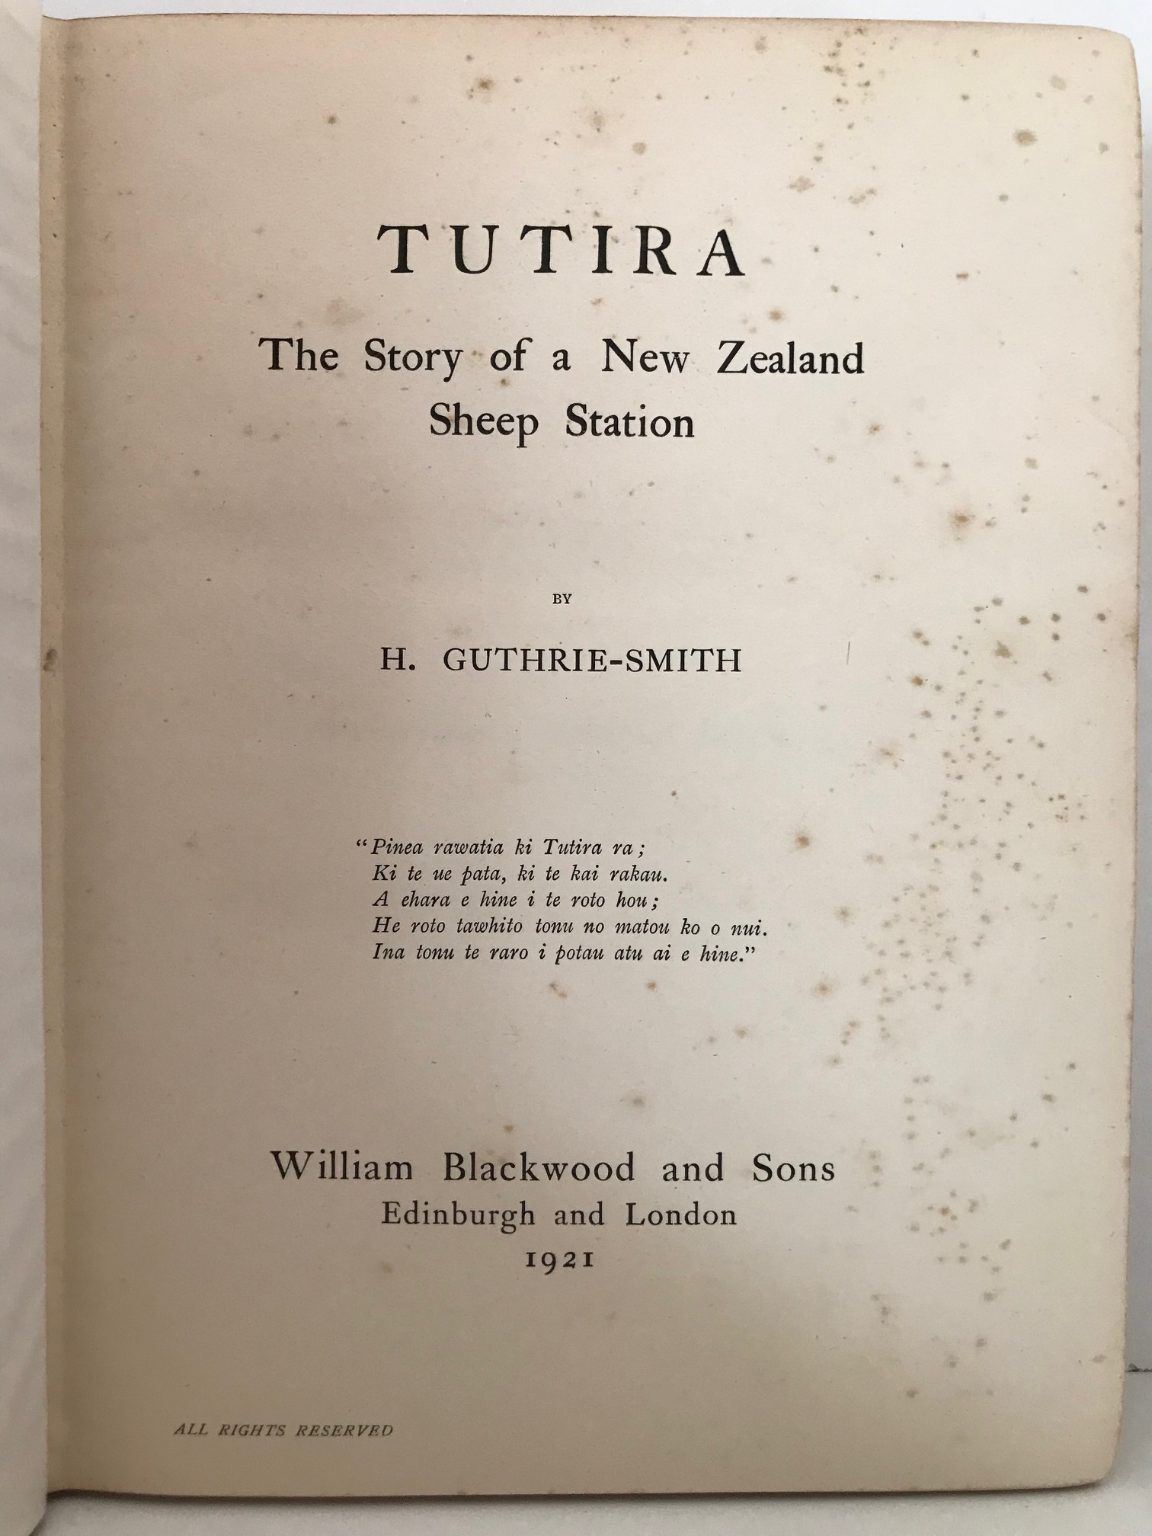 TUTIRA
The Story of a New Zealand
Sheep Station
BY
H. GUTHRIE-SMITH
“Pinea rawatia ki Tutira ra;
Ki te ue pata, ki te kai rakau.
A ehara e hine i te roto hou;
He roto tawhito tonu no matou ko o nui.
Ina tonu te raro i potau atu ai e hine.”
William Blackwood and Sons
Edinburgh and London
1921
ALL RIGHTS RESERVED